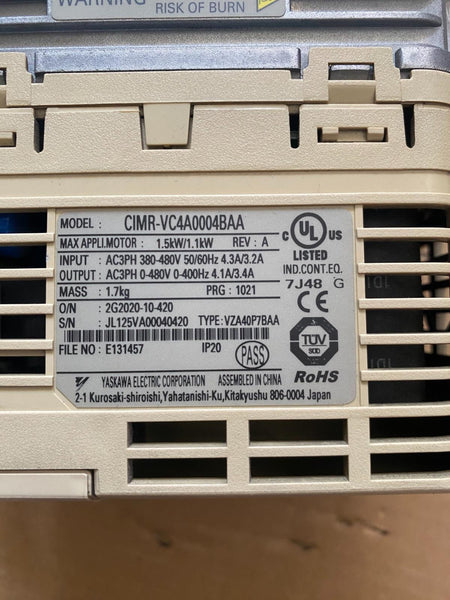 WARNING
RISK OF BURN
MODEL : CIMR-VC4A0004BAA
MAX APPLI.MOTOR : 1.5kW/1.1kW REV : A
INPUT : AC3PH 380-480V 50/60Hz 4.3A/3.2A
OUTPUT : AC3PH 0-480V 0-400Hz 4.1A/3.4A
MASS : 1.7kg PRG : 1021
O/N : 2G2020-10-420
S/N : JL125VA00040420 TYPE: VZA40P7BAA
FILE NO : E131457 IP20 PASS
YASKAWA ELECTRIC CORPORATION ASSEMBLED IN CHINA
2-1 Kurosaki-shiroishi,Yahatanishi-Ku,Kitakyushu 806-0004 Japan
C UL US
LISTED
IND.CONT.EQ.
7J48 G
CE
TUV
RoHS